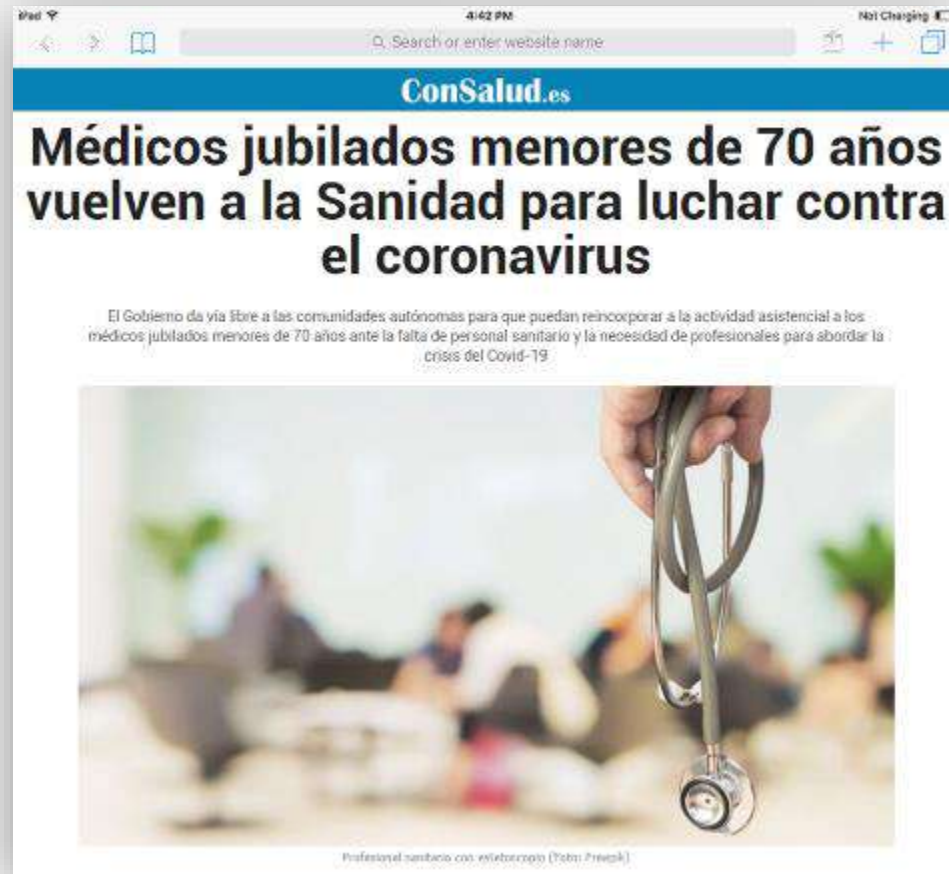 iPad
4:42 PM
Not Charging
Search or enter website name
ConSalud.es
Médicos jubilados menores de 70 años
vuelven a la Sanidad para luchar contra
el coronavirus
El Gobierno da vía libre a las comunidades autónomas para que puedan reincorporar a la actividad asistencial a los
médicos jubilados menores de 70 años ante la falta de personal sanitario y la necesidad de profesionales para abordar la
crisis del Covid-19
Profesional sanitario con estetoscopio (Foto: Freepik)